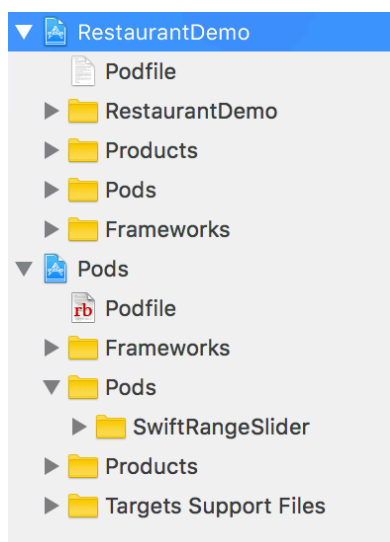 RestaurantDemo
Podfile
RestaurantDemo
Products
Pods
Frameworks
Pods
rb Podfile
Frameworks
Pods
SwiftRangeSlider
Products
Targets Support Files